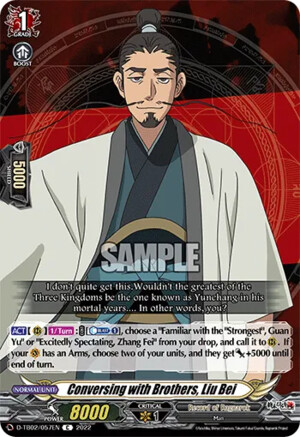 1
GRADE
BOOST
5000
SHIELD
SAMPLE
I don't quite get this.Wouldn't the greatest of the
Three Kingdoms be the one known as Yunchang in his
mortal years.... In other words, you?
ACT [ ] 1/Turn : [ ], choose a "Familiar with the "Strongest", Guan
Yu" or "Excitedly Spectating, Zhang Fei" from your drop, and call it to . If
your has an Arms, choose two of your units, and they get +5000 until
end of turn.
NORMAL UNIT
Conversing with Brothers, Liu Bei
POWER 8000
CRITICAL
1
Record of Ragnarok
Man
D-TB02/057EN C 2022